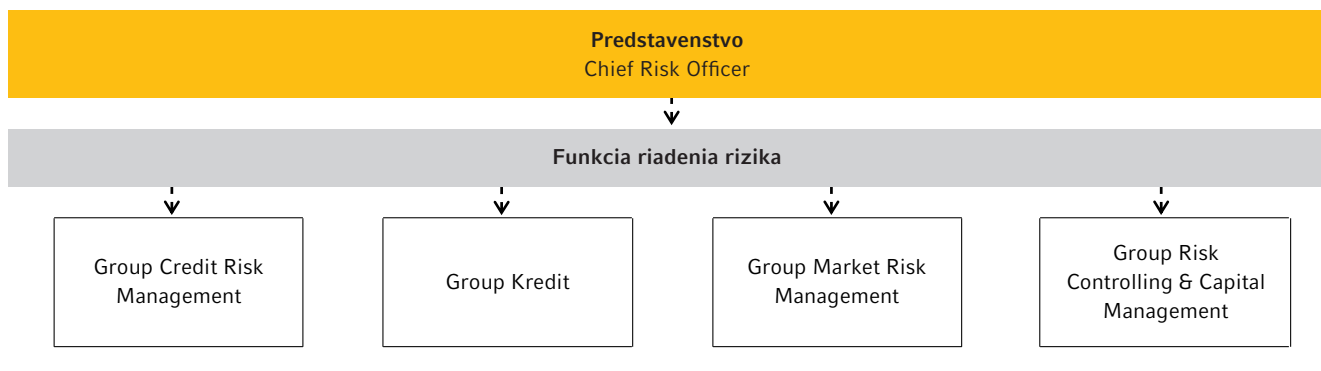 Predstavenstvo
Chief Risk Officer
Funkcia riadenia rizika
Group Credit Risk
Management
Group Kredit
Group Market Risk
Management
Group Risk
Controlling & Capital
Management